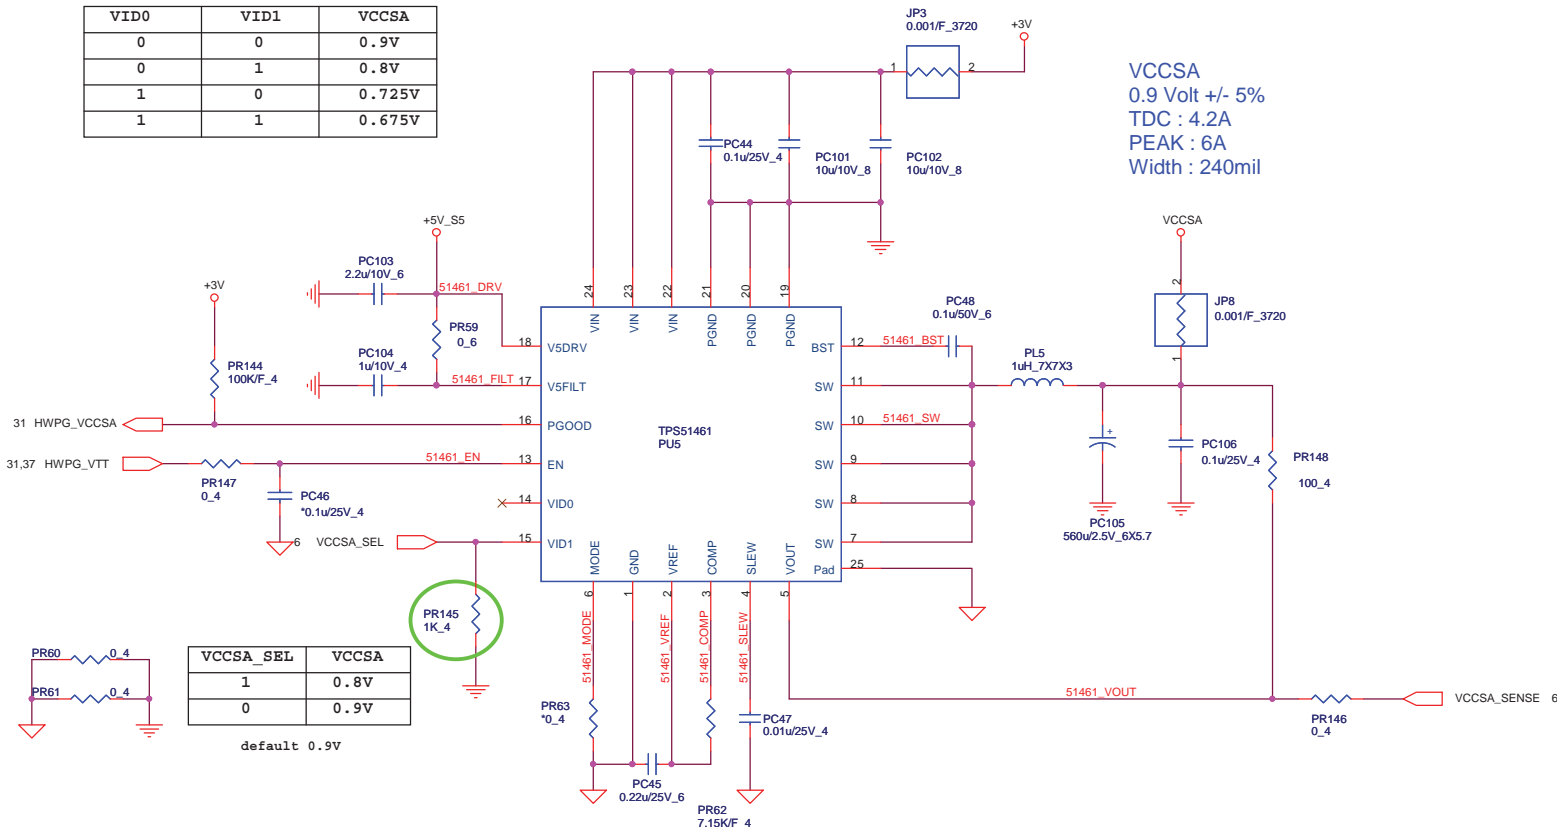 VID0 VID1 VCCSA
0 0 0.9V
0 1 0.8V
1 0 0.725V
1 1 0.675V
JP3
0.001/F_3720
+3V
1 2
VCCSA
0.9 Volt +/- 5%
TDC : 4.2A
PEAK : 6A
Width : 240mil
PC44
0.1u/25V_4
PC101
10u/10V_8
PC102
10u/10V_8
+5V_S5
PC103
2.2u/10V_6
51461_DRV
+3V
PR59
0_6
PC104
1u/10V_4
51461_FILT
PR144
100K/F_4
31 HWPG_VCCSA
31,37 HWPG_VTT
PR147
0_4
51461_EN
PC46
*0.1u/25V_4
6 VCCSA_SEL
PR145
1K_4
24 23 22 21 20 19
VIN VIN VIN PGND PGND PGND
18 V5DRV
17 V5FILT
16 PGOOD
13 EN
14 VID0
15 VID1
TPS51461
PU5
BST 12
SW 11
SW 10
SW 9
SW 8
SW 7
Pad 25
MODE GND VREF COMP SLEW VOUT
6 1 2 3 4 5
51461_BST
PC48
0.1u/50V_6
51461_SW
PL5
1uH_7X7X3
VCCSA
2
JP8
0.001/F_3720
1
+
PC105
560u/2.5V_6X5.7
PC106
0.1u/25V_4
PR148
100_4
51461_MODE
51461_VREF
51461_COMP
51461_SLEW
51461_VOUT
PR146
0_4
VCCSA_SENSE 6
PR63
*0_4
PC45
0.22u/25V_6
PR62
7.15K/F_4
PC47
0.01u/25V_4
PR60 0_4
PR61 0_4
VCCSA_SEL VCCSA
1 0.8V
0 0.9V
default 0.9V